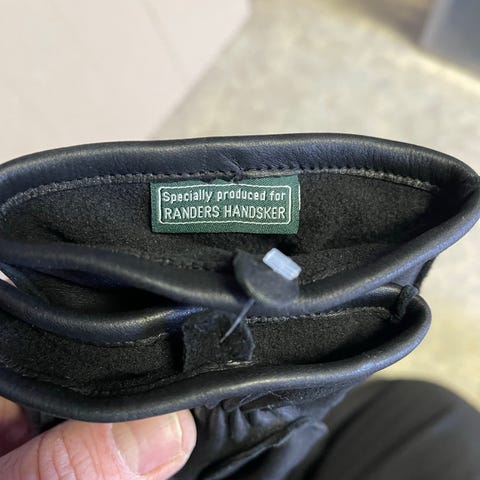 Specially produced for
RANDERS HANDSKER